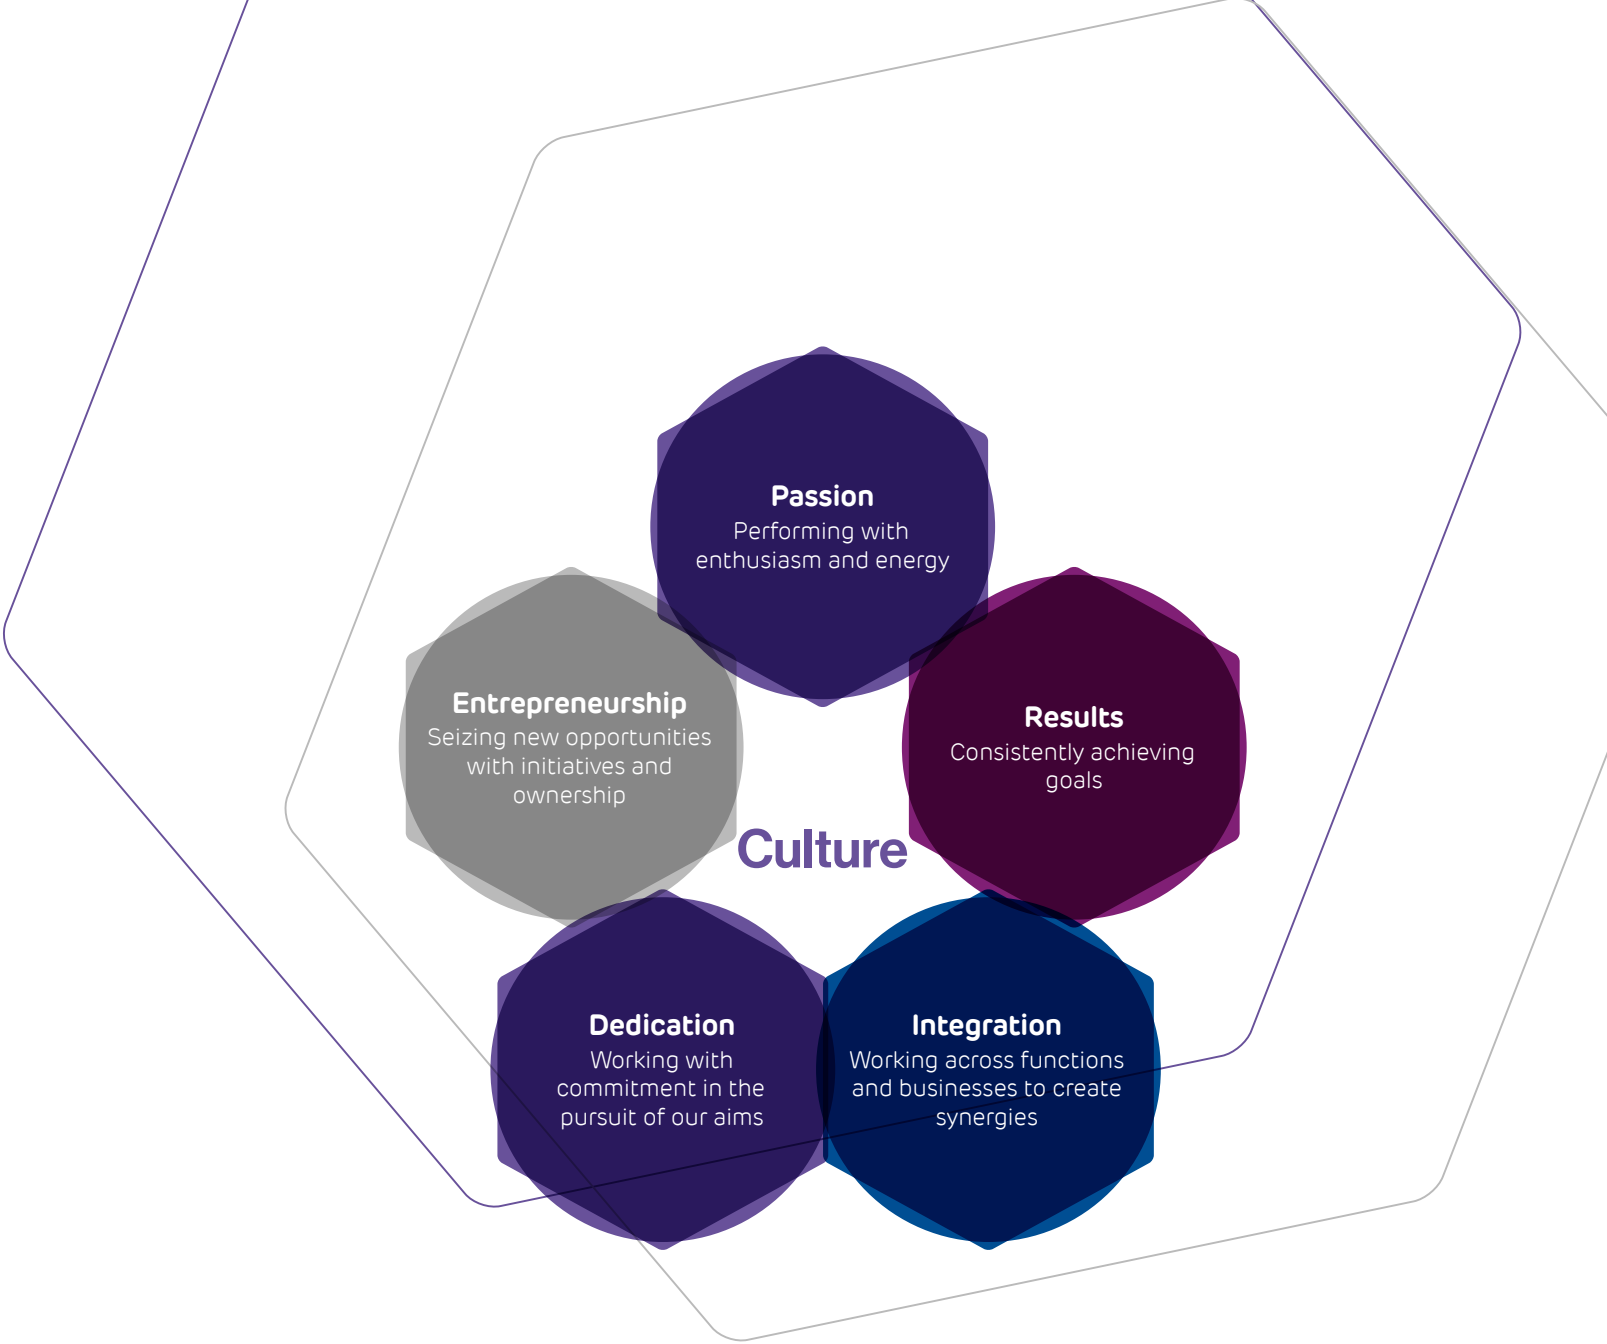 Passion
Performing with
enthusiasm and energy
Entrepreneurship
Seizing new opportunities
with initiatives and
ownership
Results
Consistently achieving
goals
Culture
Dedication
Working with
commitment in the
pursuit of our aims
Integration
Working across functions
and businesses to create
synergies